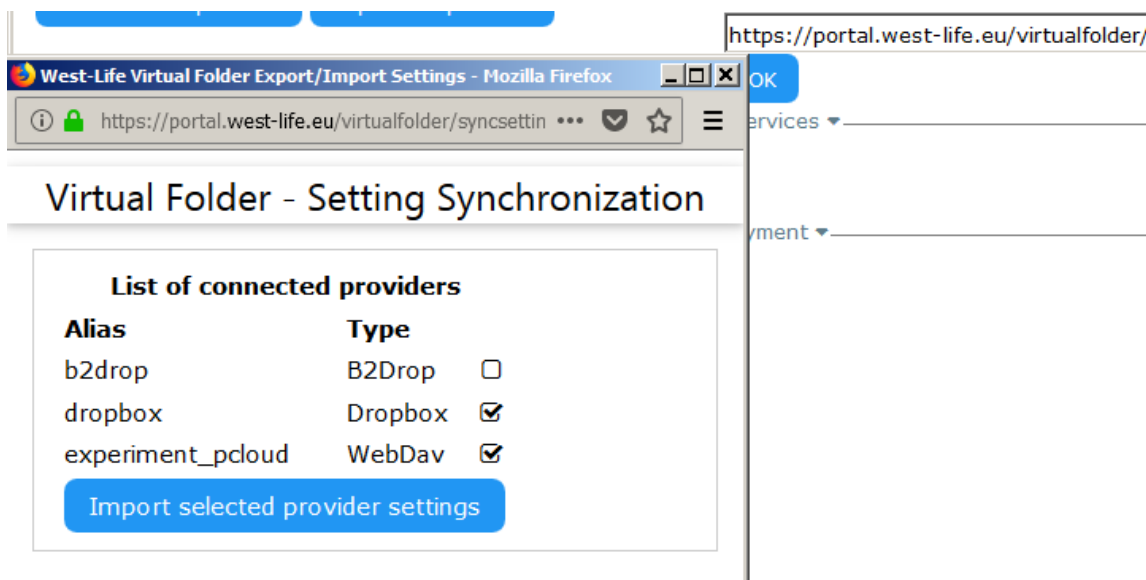 https://portal.west-life.eu/virtualfolder/
West-Life Virtual Folder Export/Import Settings - Mozilla Firefox
OK
https://portal.west-life.eu/virtualfolder/syncsettin
ervices
Virtual Folder - Setting Synchronization
yment
List of connected providers
Alias Type
b2drop B2Drop
dropbox Dropbox
experiment_pcloud WebDav
Import selected provider settings